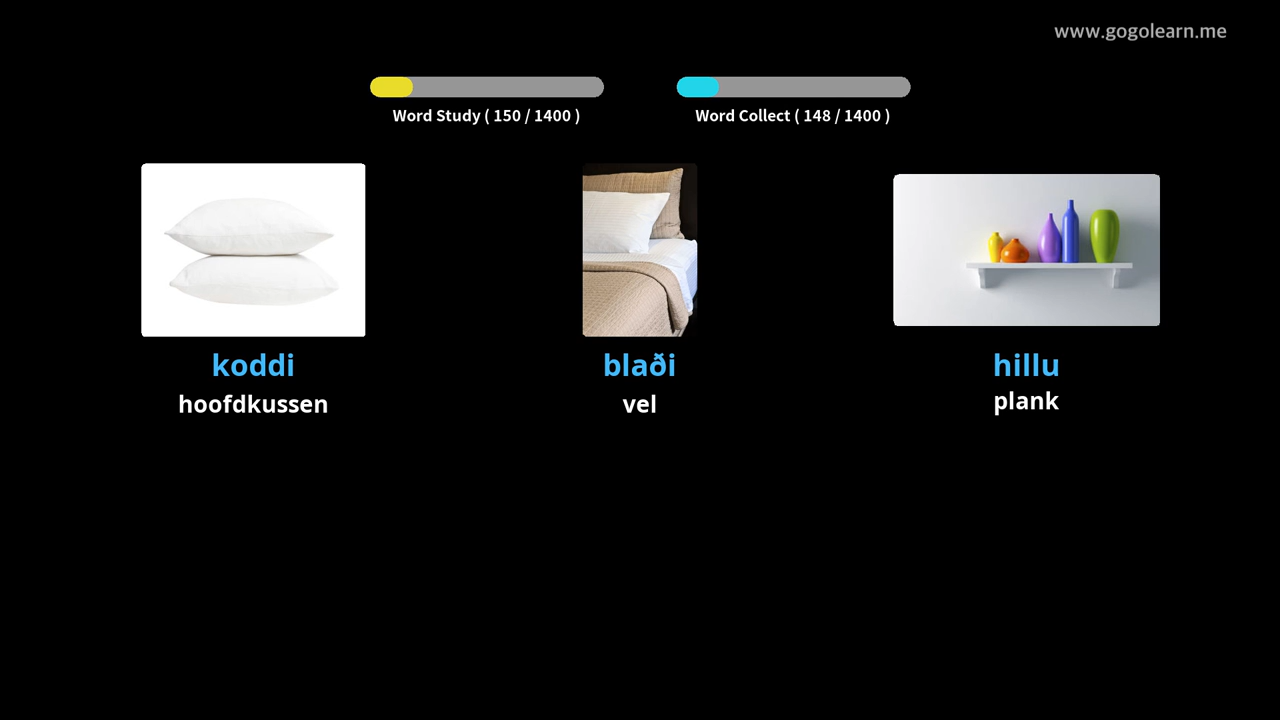 www.gogolearn.me
Word Study ( 150 / 1400 )
Word Collect ( 148 / 1400 )
koddi
hoofdkussen
blaði
vel
hillu
plank